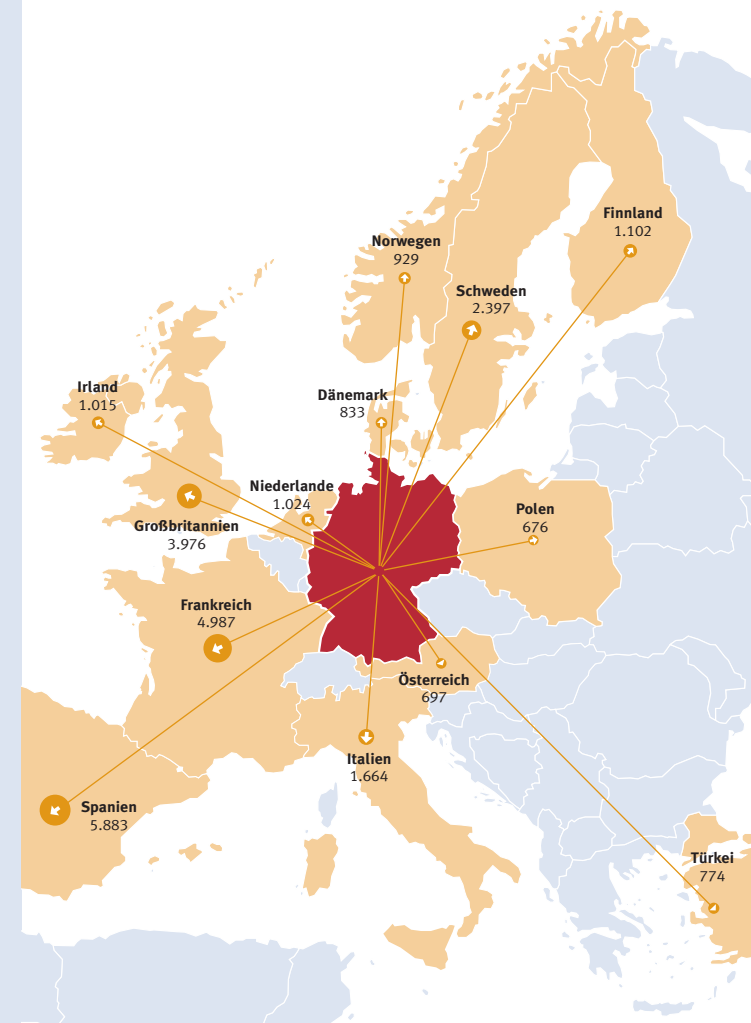 Finnland
1.102
Norwegen
929
Schweden
2.397
Irland
1.015
Dänemark
833
Niederlande
1.024
Großbritannien
3.976
Polen
676
Frankreich
4.987
Österreich
697
Italien
1.664
Spanien
5.883
Türkei
774